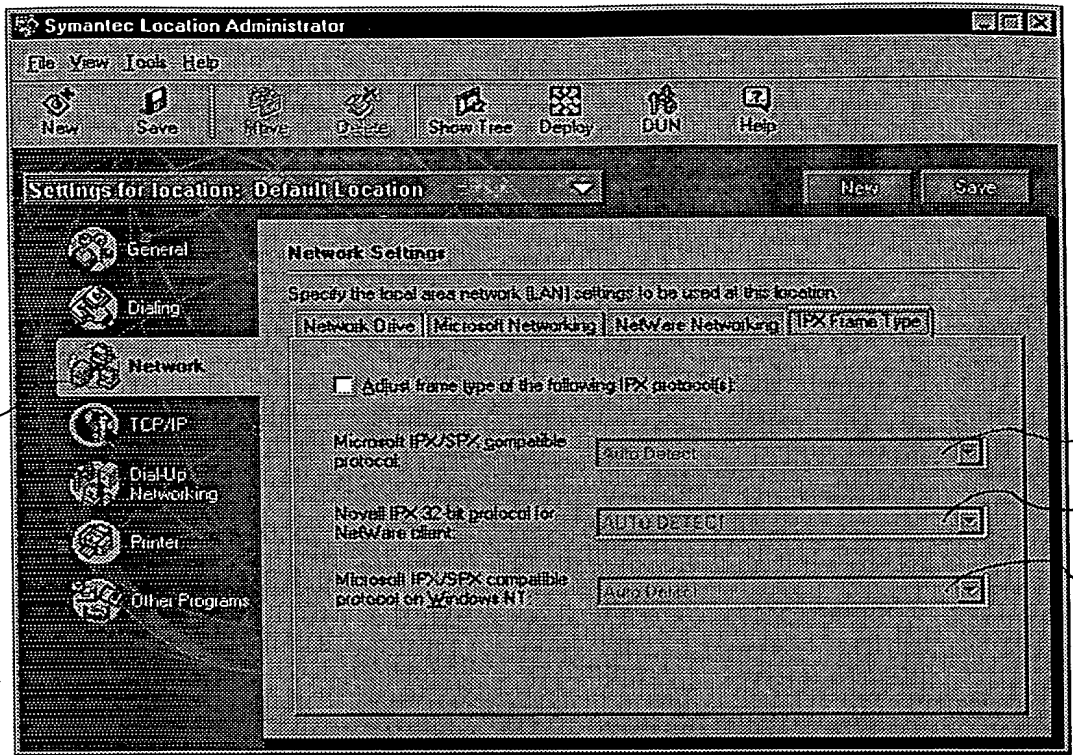 Symantec Location Administrator
File View Tools Help
New Save Move Delete Show Tree Deploy DUN Help
Settings for location: Default Location
New Save
General
Dialing
Network
TCP/IP
Dial-Up
Networking
Printer
Other Programs
Network Settings
Specify the local area network (LAN) settings to be used at this location.
Network Drive Microsoft Networking NetWare Networking IPX Frame Type
Adjust frame type of the following IPX protocol(s):
Microsoft IPX/SPX compatible
protocol:
Auto Detect
Novell IPX 32-bit protocol for
NetWare client:
AUTO DETECT
Microsoft IPX/SPX compatible
protocol on Windows NT:
Auto Detect